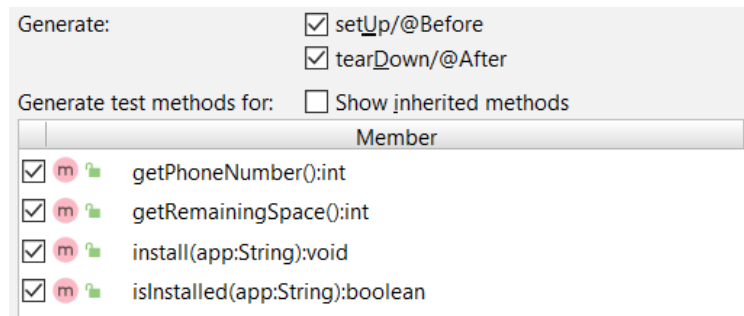 Generate: setUp/@Before
tearDown/@After
Generate test methods for: Show inherited methods
Member
m getPhoneNumber():int
m getRemainingSpace():int
m install(app:String):void
m isInstalled(app:String):boolean